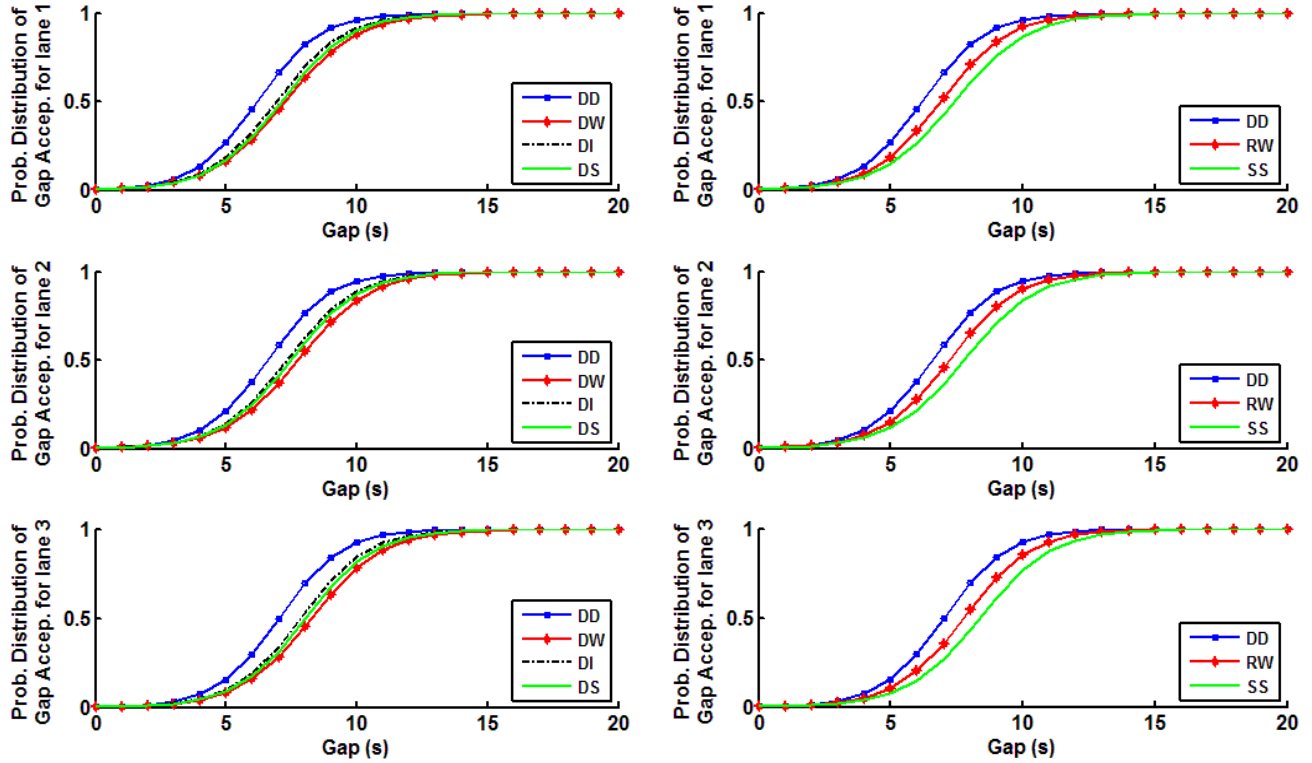 Prob. Distribution of
Gap Accep. for lane 1
1
0.5
0
0 5 10 15 20
Gap (s)
DD
DW
DI
DS
Prob. Distribution of
Gap Accep. for lane 1
1
0.5
0
0 5 10 15 20
Gap (s)
DD
RW
SS
Prob. Distribution of
Gap Accep. for lane 2
1
0.5
0
0 5 10 15 20
Gap (s)
DD
DW
DI
DS
Prob. Distribution of
Gap Accep. for lane 2
1
0.5
0
0 5 10 15 20
Gap (s)
DD
RW
SS
Prob. Distribution of
Gap Accep. for lane 3
1
0.5
0
0 5 10 15 20
Gap (s)
DD
DW
DI
DS
Prob. Distribution of
Gap Accep. for lane 3
1
0.5
0
0 5 10 15 20
Gap (s)
DD
RW
SS